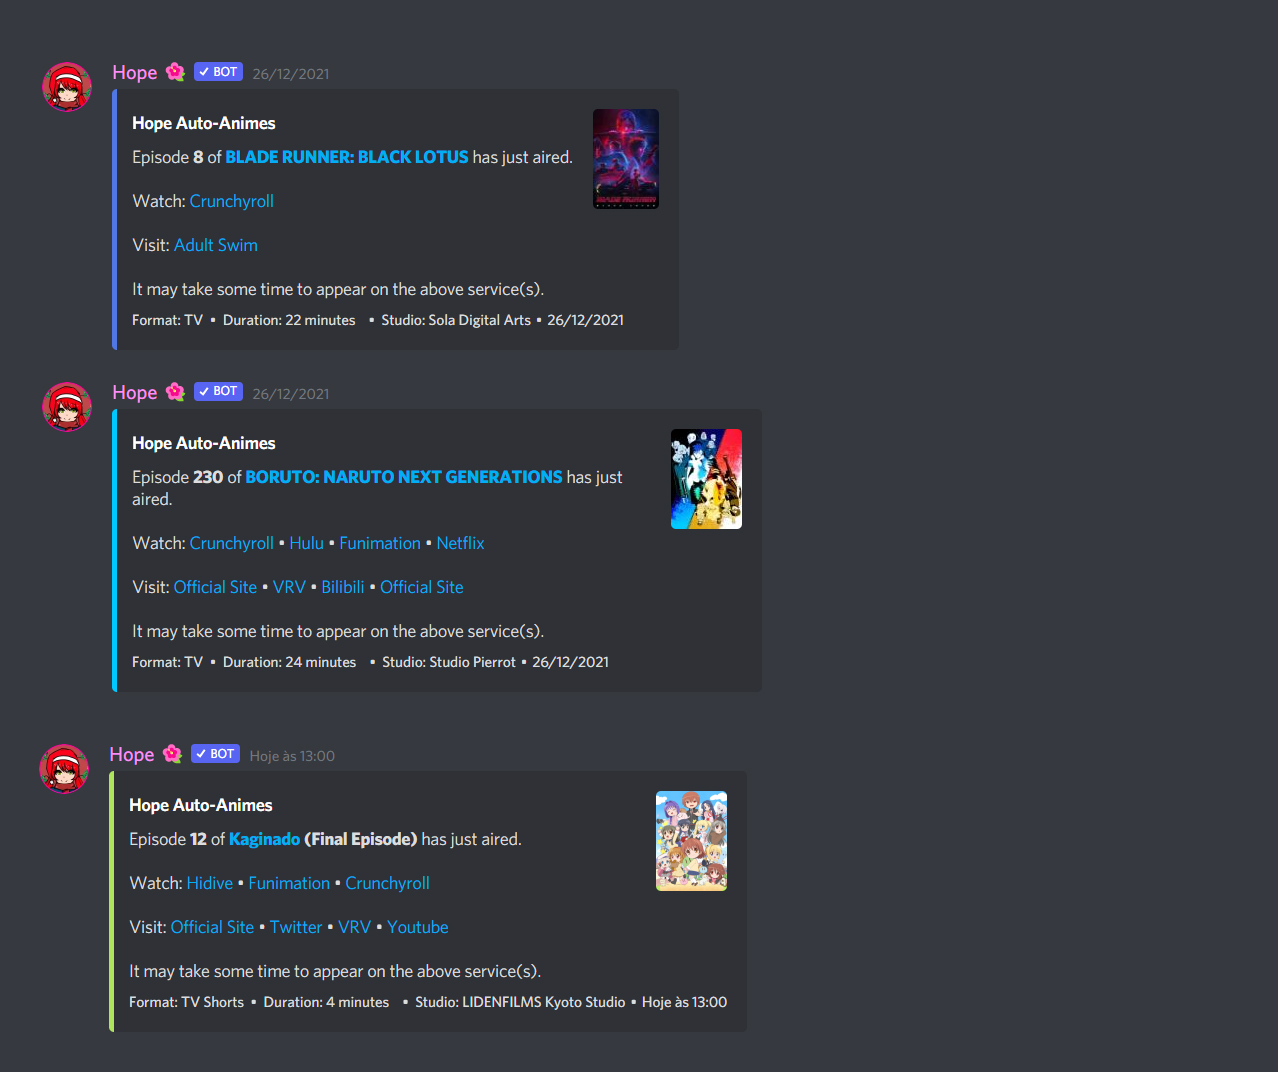 Hope 🌺 ✓ BOT 26/12/2021
Hope Auto-Animes
Episode 8 of BLADE RUNNER: BLACK LOTUS has just aired.
Watch: Crunchyroll
Visit: Adult Swim
It may take some time to appear on the above service(s).
Format: TV • Duration: 22 minutes • Studio: Sola Digital Arts • 26/12/2021
BLADE RUNNER
BLACK LOTUS
Hope 🌺 ✓ BOT 26/12/2021
Hope Auto-Animes
Episode 230 of BORUTO: NARUTO NEXT GENERATIONS has just
aired.
Watch: Crunchyroll • Hulu • Funimation • Netflix
Visit: Official Site • VRV • Bilibili • Official Site
It may take some time to appear on the above service(s).
Format: TV • Duration: 24 minutes • Studio: Studio Pierrot • 26/12/2021
Hope 🌺 ✓ BOT Hoje às 13:00
Hope Auto-Animes
Episode 12 of Kaginado (Final Episode) has just aired.
Watch: Hidive • Funimation • Crunchyroll
Visit: Official Site • Twitter • VRV • Youtube
It may take some time to appear on the above service(s).
Format: TV Shorts • Duration: 4 minutes • Studio: LIDENFILMS Kyoto Studio • Hoje às 13:00